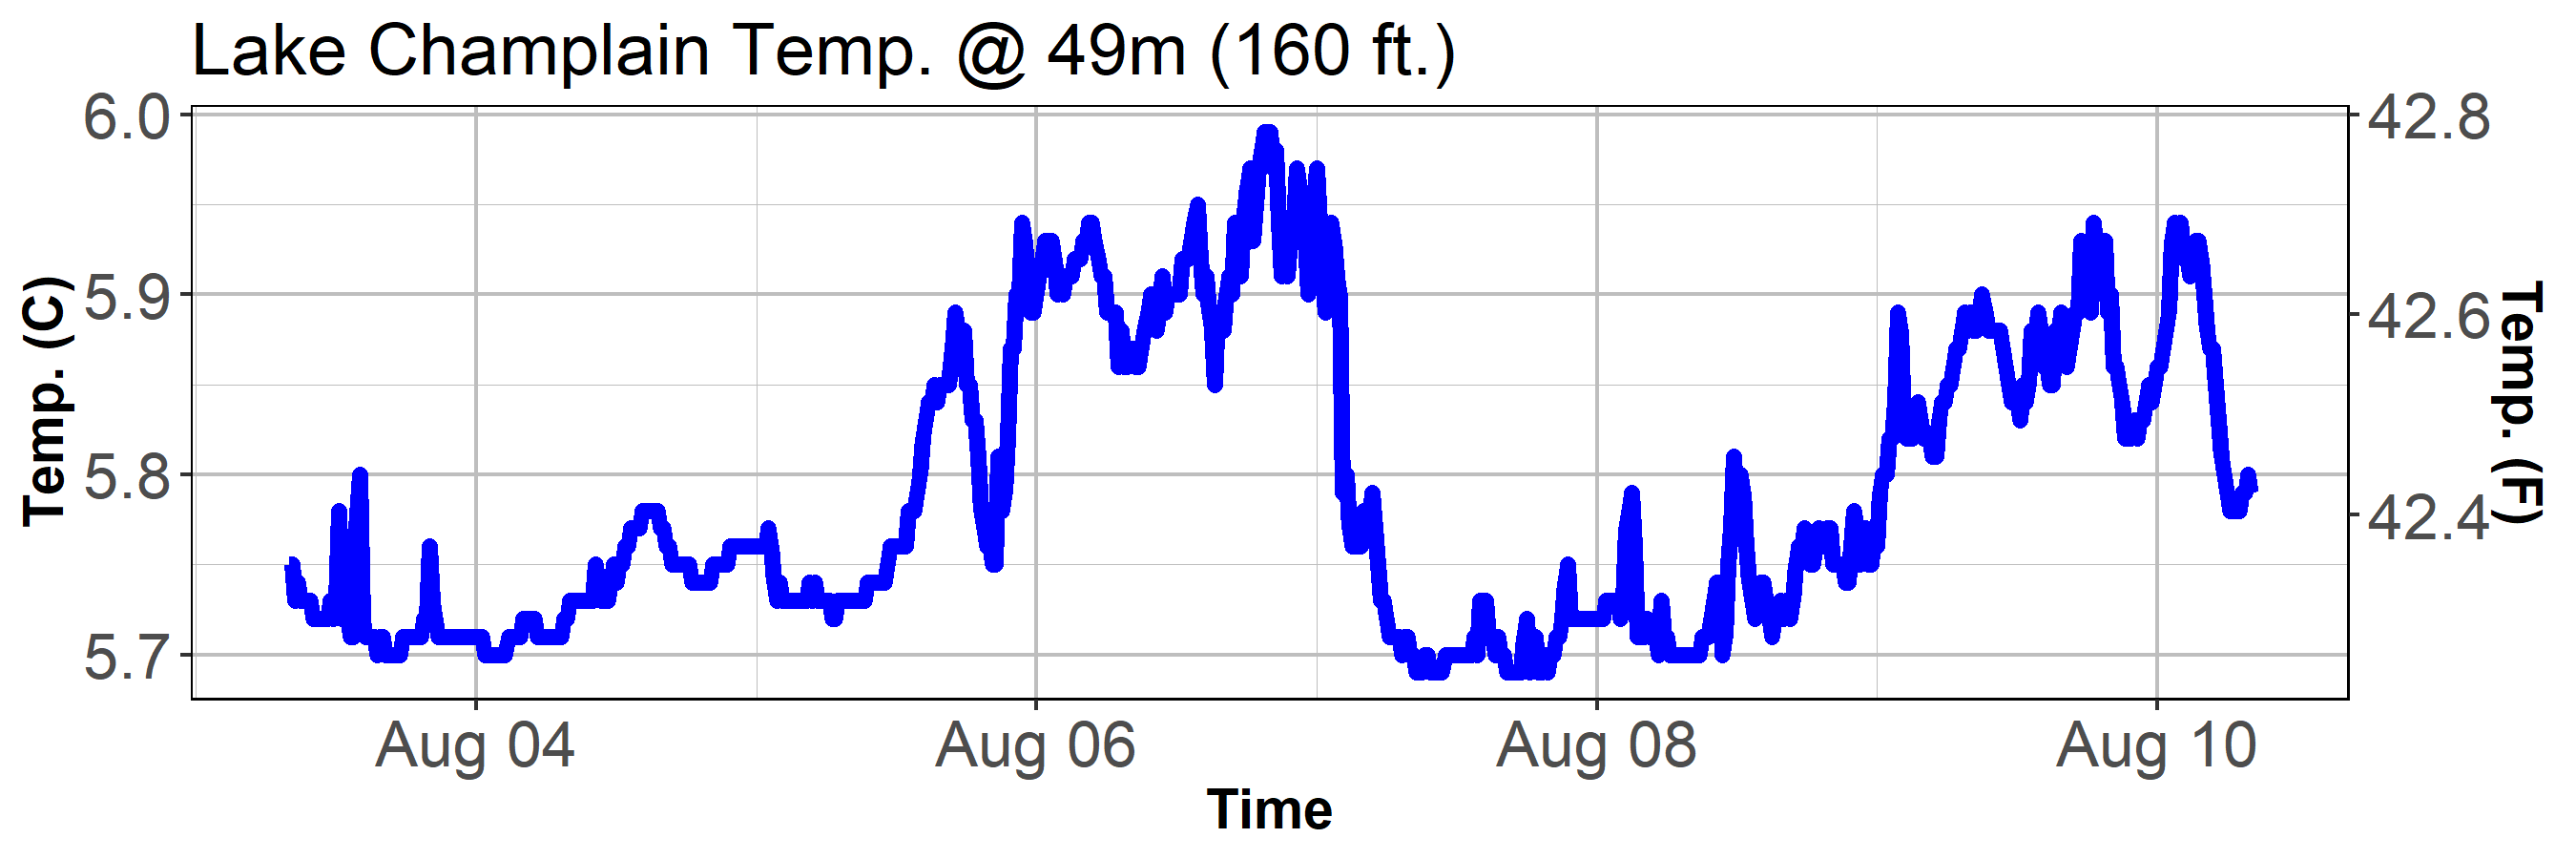 Lake Champlain Temp. @ 49m (160 ft.)
6.0
5.9
5.8
5.7
Temp. (C)
42.8
42.6
42.4
Temp. (F)
Aug 04 Aug 06 Aug 08 Aug 10
Time